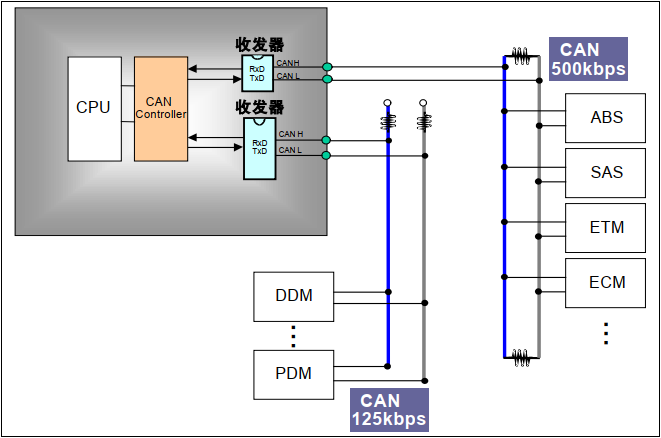 收发器
CAN H
RxD
TxD
CAN L
CPU
CAN
Controller
收发器
CAN H
RxD
TxD
CAN L
CAN
500kbps
ABS
SAS
ETM
ECM
DDM
PDM
CAN
125kbps